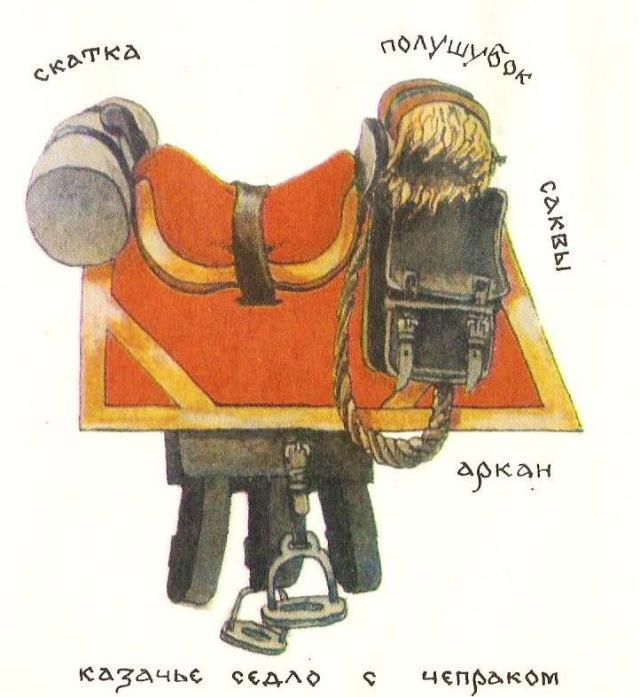 скатка
полушубок
саквы
аркан
казачье седло с чепраком